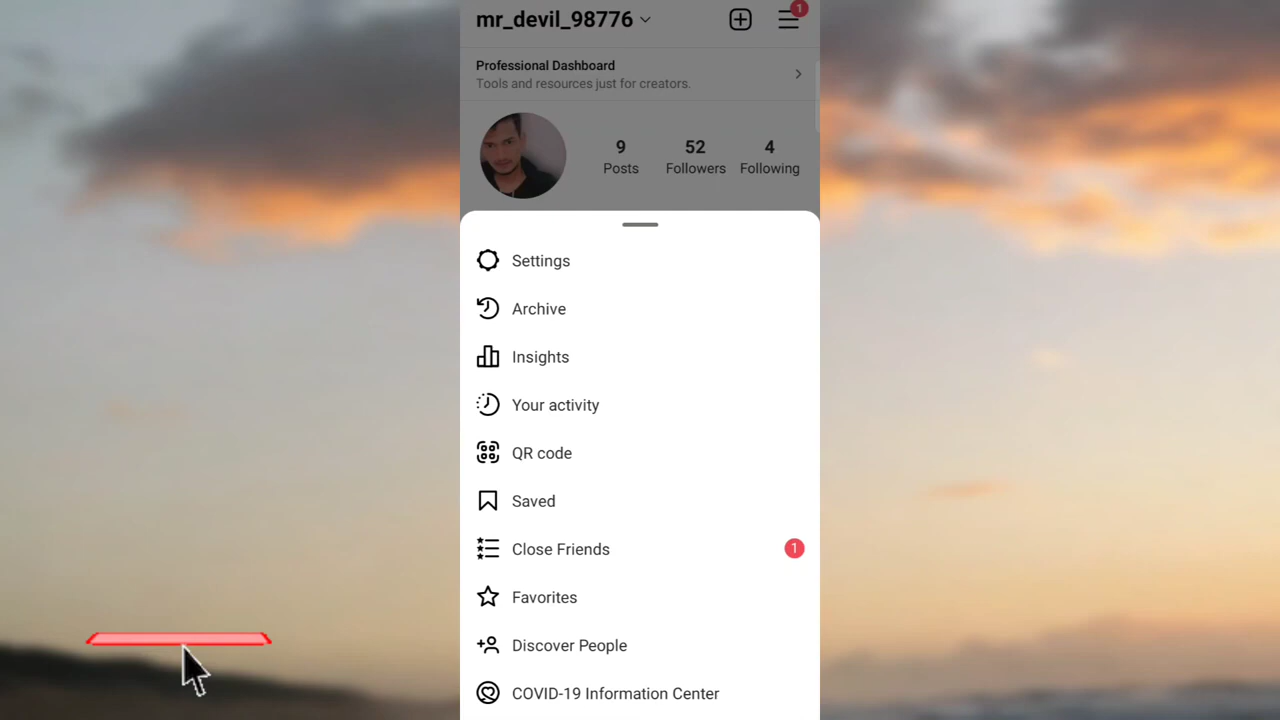 mr_devil_98776
1
Professional Dashboard
Tools and resources just for creators.
9
52
4
Posts
Followers
Following
Settings
Archive
Insights
Your activity
QR code
Saved
Close Friends
1
Favorites
Discover People
COVID-19 Information Center